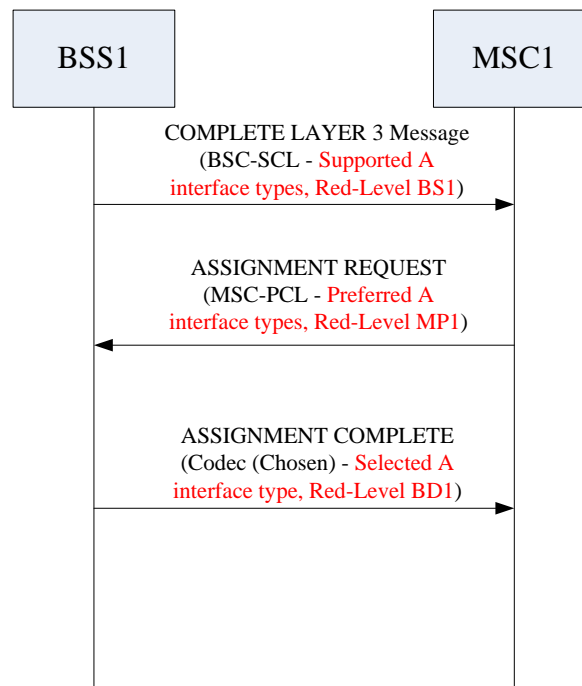 BSS1
MSC1
COMPLETE LAYER 3 Message
(BSC-SCL - Supported A
interface types, Red-Level BS1)
ASSIGNMENT REQUEST
(MSC-PCL - Preferred A
interface types, Red-Level MP1)
ASSIGNMENT COMPLETE
(Codec (Chosen) - Selected A
interface type, Red-Level BD1)